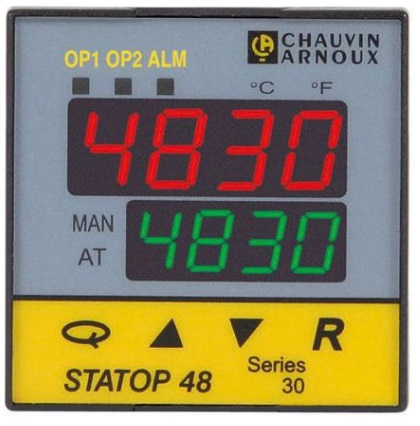 CHAUVIN
ARNOUX
OP1 OP2 ALM
°C °F
4830
MAN
4830
AT
R
STATOP 48
Series
30